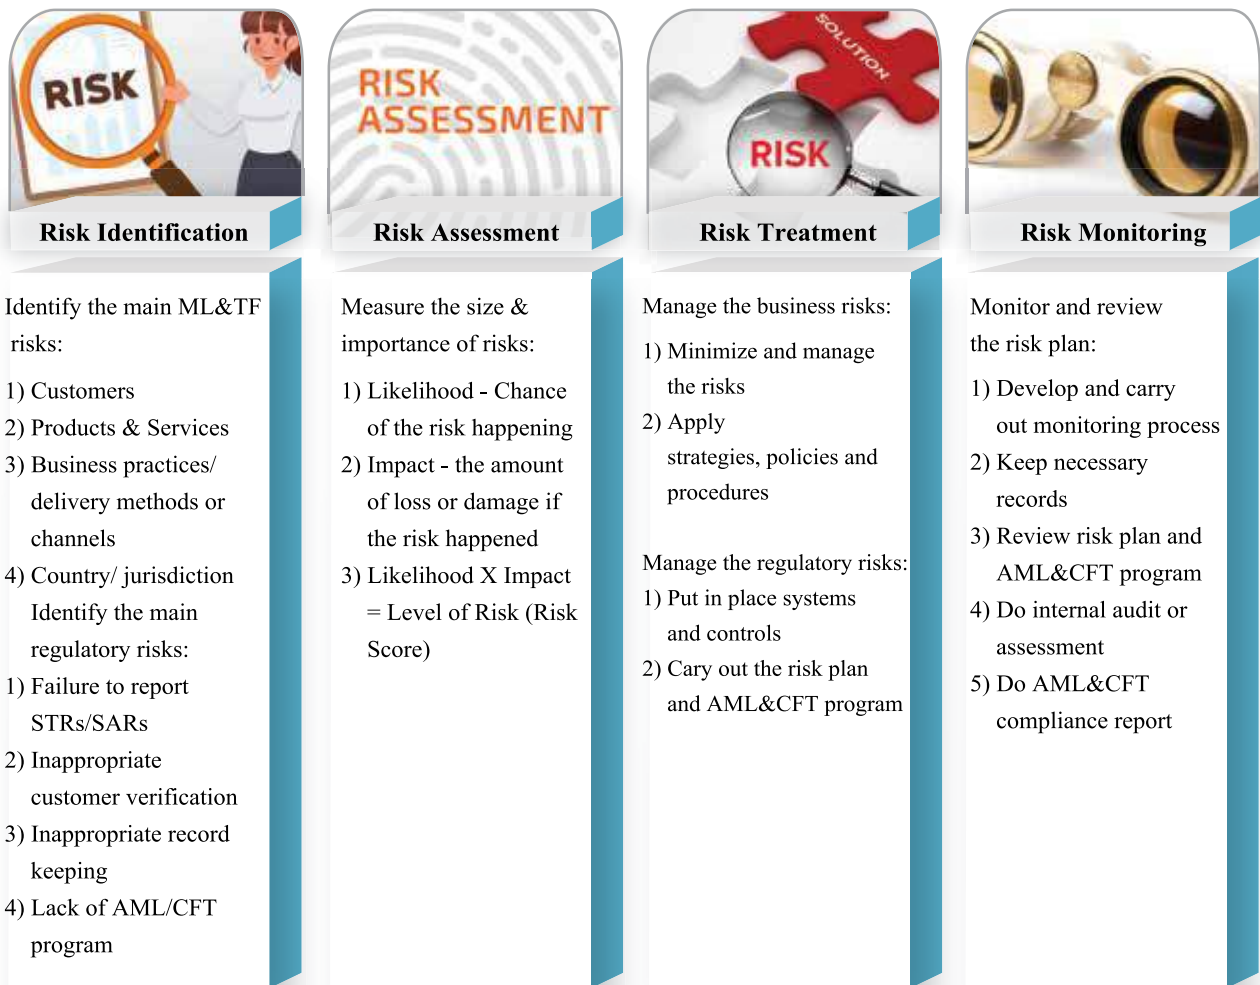 RISK
Risk Identification
Identify the main ML&TF
risks:
1) Customers
2) Products & Services
3) Business practices/
delivery methods or
channels
4) Country/ jurisdiction
Identify the main
regulatory risks:
1) Failure to report
STRs/SARs
2) Inappropriate
customer verification
3) Inappropriate record
keeping
4) Lack of AML/CFT
program
RISK
ASSESSMENT
Risk Assessment
Measure the size &
importance of risks:
1) Likelihood - Chance
of the risk happening
2) Impact - the amount
of loss or damage if
the risk happened
3) Likelihood X Impact
= Level of Risk (Risk
Score)
SOLUTION
RISK
Risk Treatment
Manage the business risks:
1) Minimize and manage
the risks
2) Apply
strategies, policies and
procedures
Manage the regulatory risks:
1) Put in place systems
and controls
2) Cary out the risk plan
and AML&CFT program
Risk Monitoring
Monitor and review
the risk plan:
1) Develop and carry
out monitoring process
2) Keep necessary
records
3) Review risk plan and
AML&CFT program
4) Do internal audit or
assessment
5) Do AML&CFT
compliance report